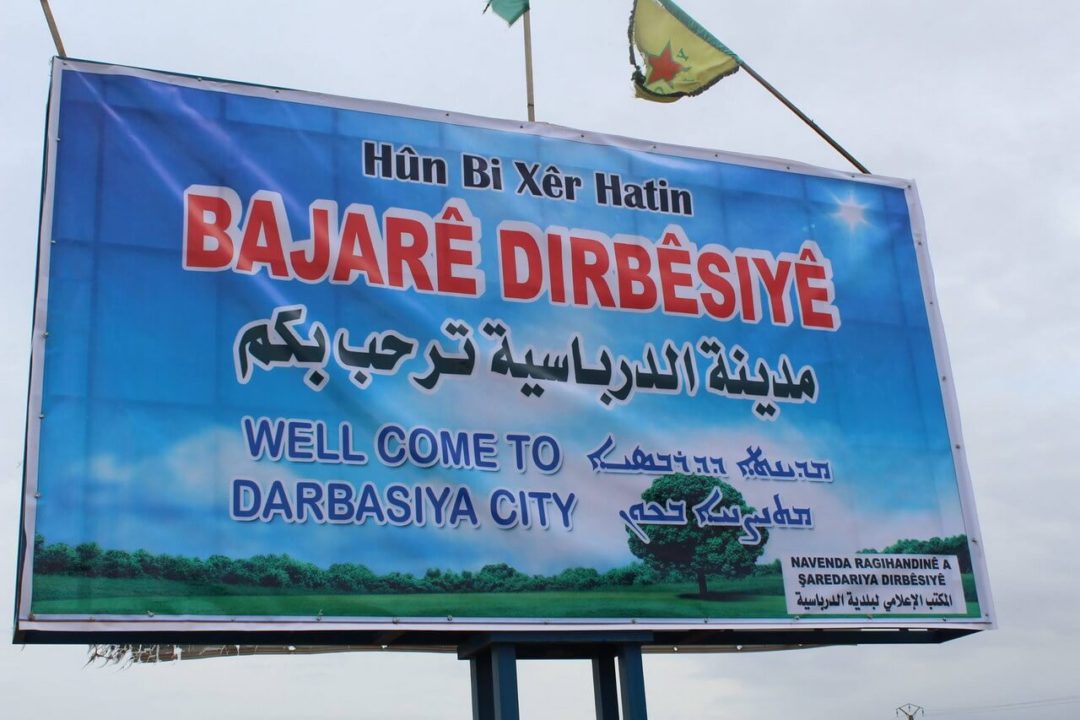 Hûn Bi Xêr Hatin
BAJARÊ DIRBÊSIYÊ
مدينة الدرباسية ترحب بكم
WELL COME TO
DARBASIYA CITY
NAVENDA RAGIHANDINÊ A
ŞAREDARIYA DIRBÊSIYÊ
المكتب الإعلامي لبلدية الدرباسية